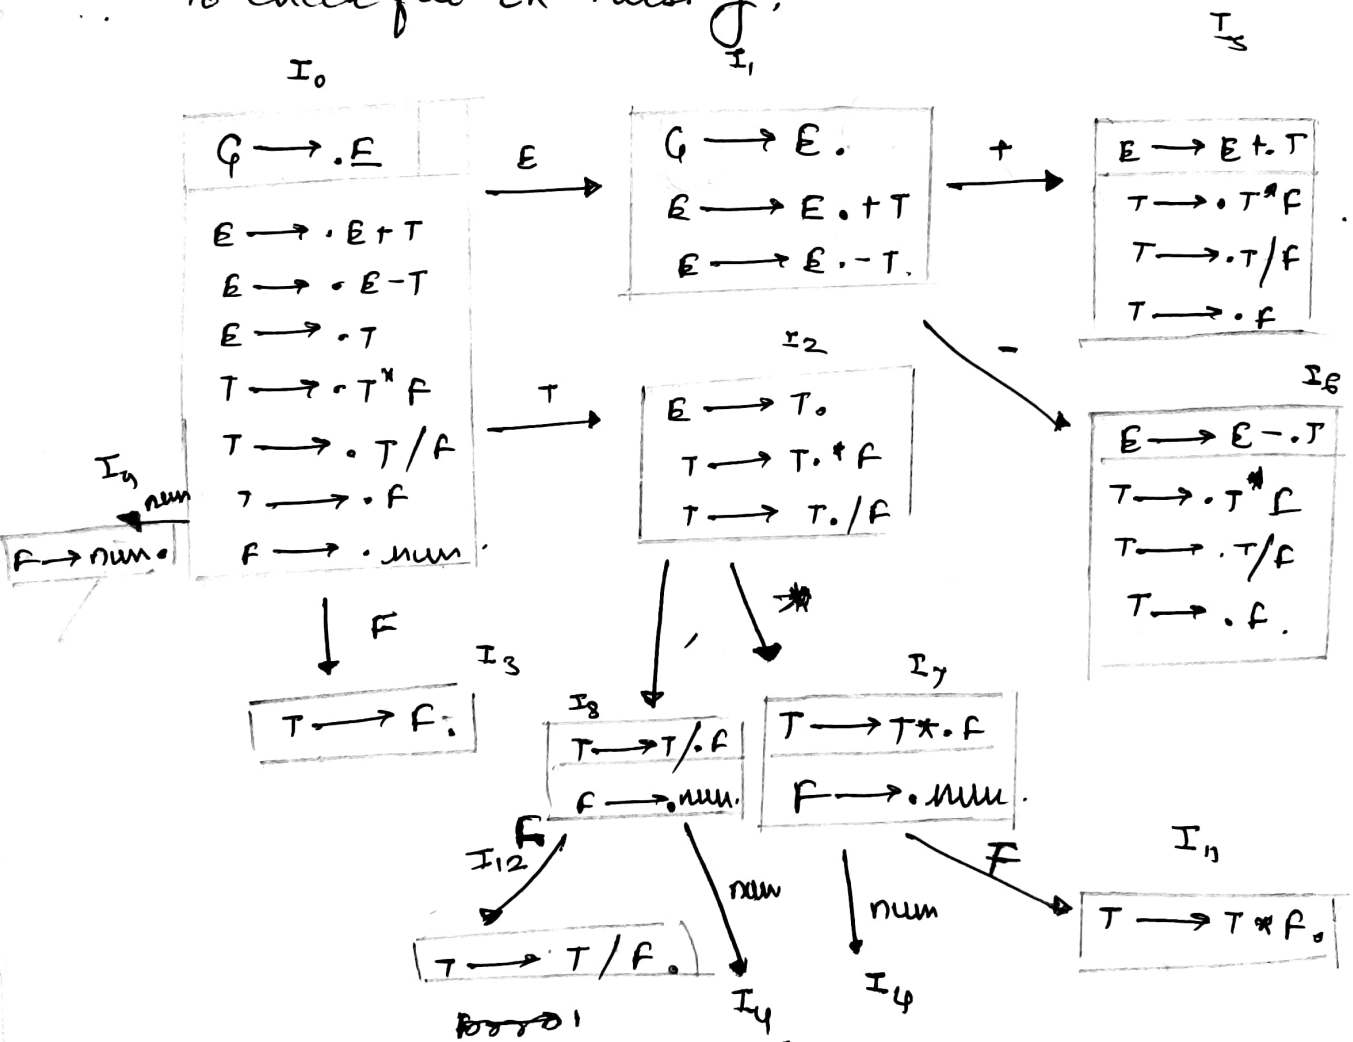 I₀
G → .E
E → .E+T
E → .E-T
E → .T
T → .T*F
T → .T/F
T → .F
F → .num.
E
I₁
G → E.
E → E.+T
E → E.-T.
+
I₅
E → E+.T
T → .T*F
T → .T/F
T → .F
-
I₆
E → E-.T
T → .T*F
T → .T/F
T → .F.
T
I₂
E → T.
T → T.*F
T → T./F
num
F → num.
F
I₃
T → F.
*
I₈
T → T/.F
F → .num.
I₇
T → T*.F
F → .num.
F
I₁₂
T → T/F.
num
I₄
num
I₄
F
I₁₁
T → T*F.